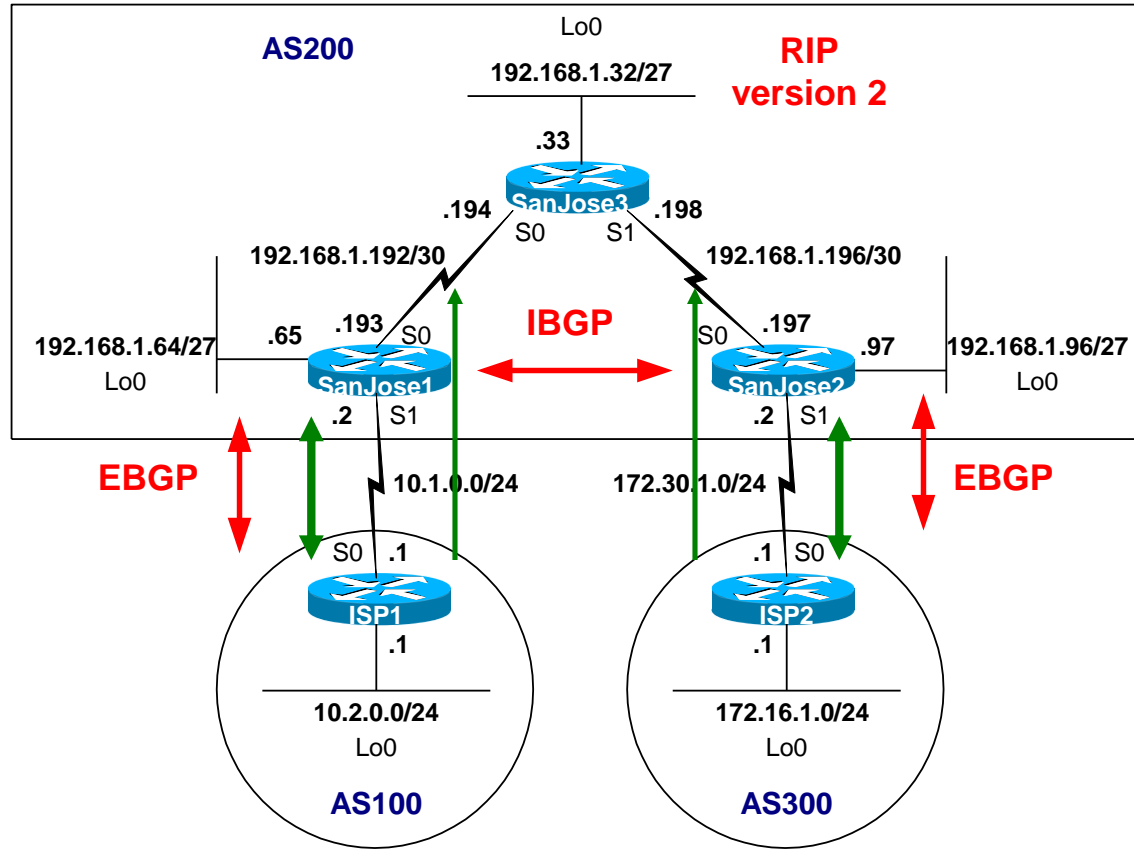 Lo0
AS200
RIP
version 2
192.168.1.32/27
.33
SanJose3
.194
.198
S0
S1
192.168.1.192/30
192.168.1.196/30
.193
S0
IBGP
S0
.197
.65
.97
192.168.1.64/27
192.168.1.96/27
Lo0
SanJose1
SanJose2
Lo0
.2
S1
.2
S1
EBGP
10.1.0.0/24
172.30.1.0/24
EBGP
S0
.1
.1
S0
ISP1
ISP2
.1
.1
10.2.0.0/24
172.16.1.0/24
Lo0
Lo0
AS100
AS300